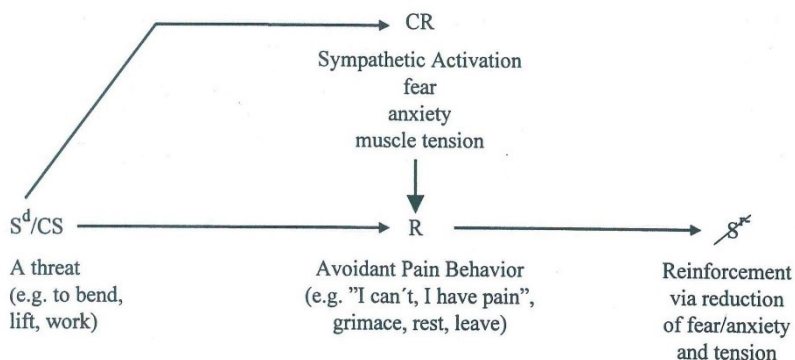 CR
Sympathetic Activation
fear
anxiety
muscle tension
S^d/CS
R
S^r-
A threat
(e.g. to bend,
lift, work)
Avoidant Pain Behavior
(e.g. ”I can´t, I have pain”,
grimace, rest, leave)
Reinforcement
via reduction
of fear/anxiety
and tension